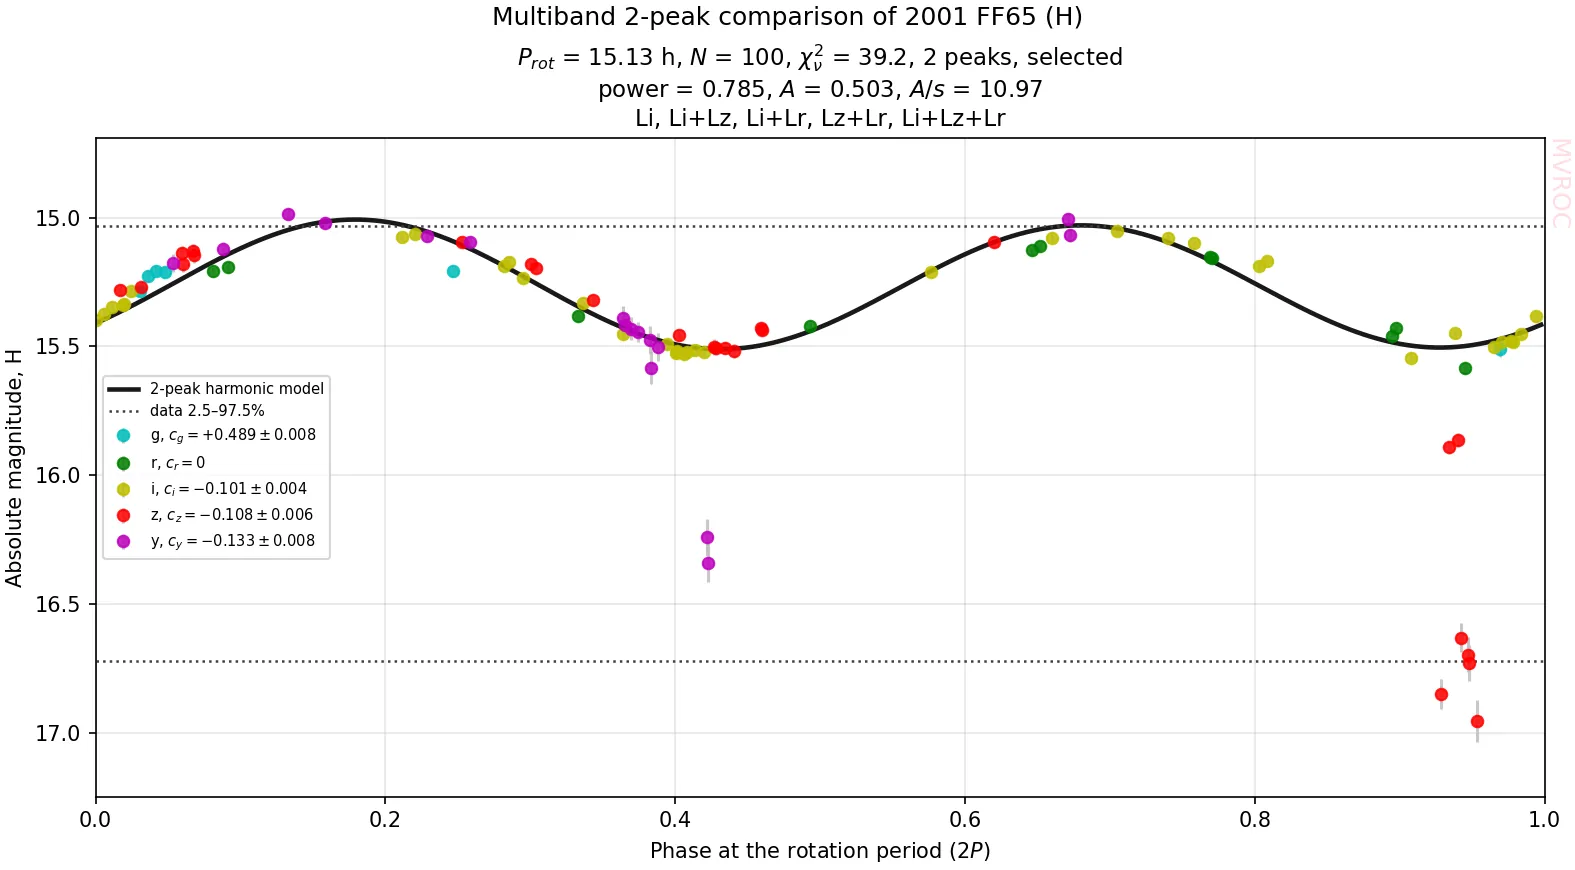 Multiband 2-peak comparison of 2001 FF65 (H)
P_rot = 15.13 h, N = 100, χ²_ν = 39.2, 2 peaks, selected
power = 0.785, A = 0.503, A/s = 10.97
Li, Li+Lz, Li+Lr, Lz+Lr, Li+Lz+Lr
MVROC
Absolute magnitude, H
15.0
15.5
16.0
16.5
17.0
2-peak harmonic model
data 2.5–97.5%
g, c_g = +0.489 ± 0.008
r, c_r = 0
i, c_i = −0.101 ± 0.004
z, c_z = −0.108 ± 0.006
y, c_y = −0.133 ± 0.008
0.0 0.2 0.4 0.6 0.8 1.0
Phase at the rotation period (2P)